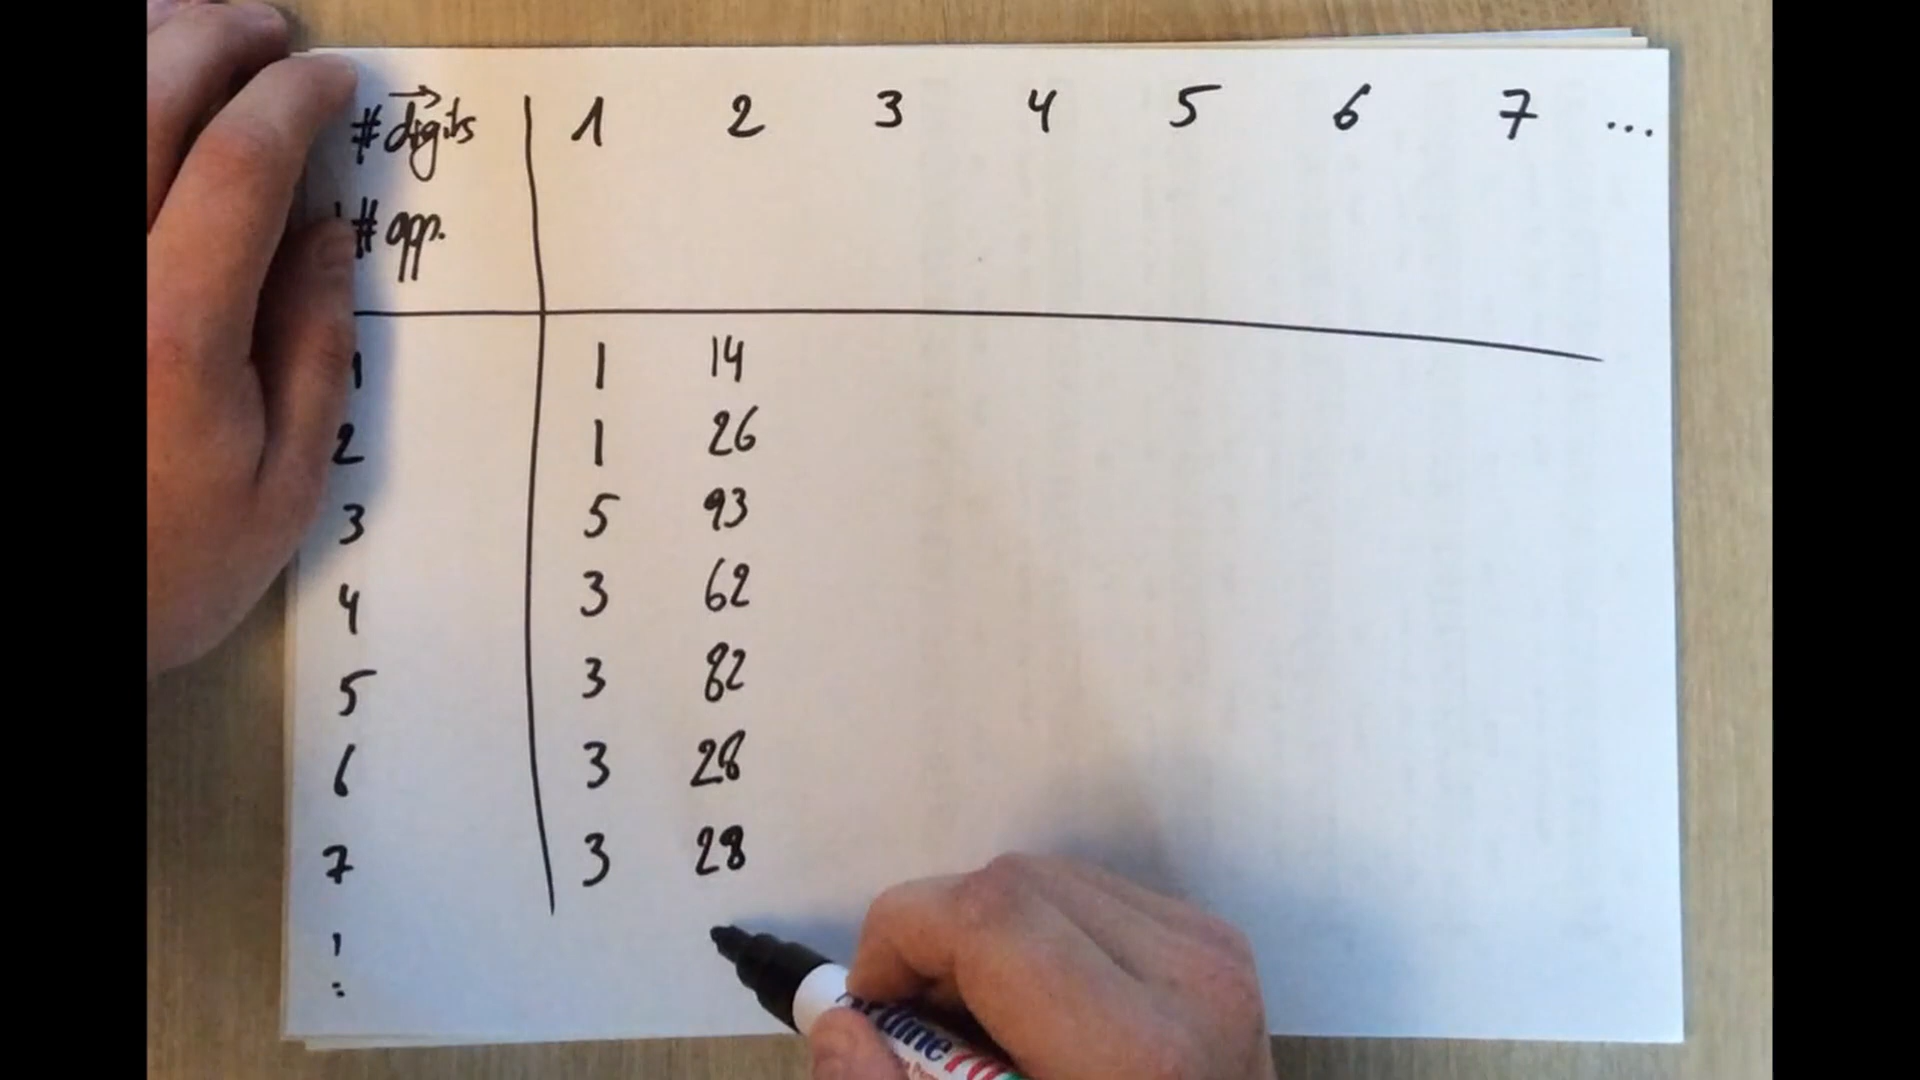 #digits 1 2 3 4 5 6 7 ...
#app.
1 1 14
2 1 26
3 5 93
4 3 62
5 3 82
6 3 28
7 3 28